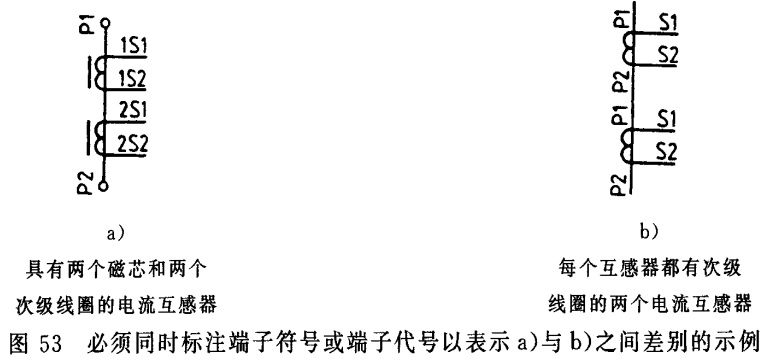 P1
1S1
1S2
2S1
2S2
P2
a)
具有两个磁芯和两个
次级线圈的电流互感器
P1
S1
S2
P2
P1
S1
S2
P2
b)
每个互感器都有次级
线圈的两个电流互感器
图 53 必须同时标注端子符号或端子代号以表示 a)与 b)之间差别的示例